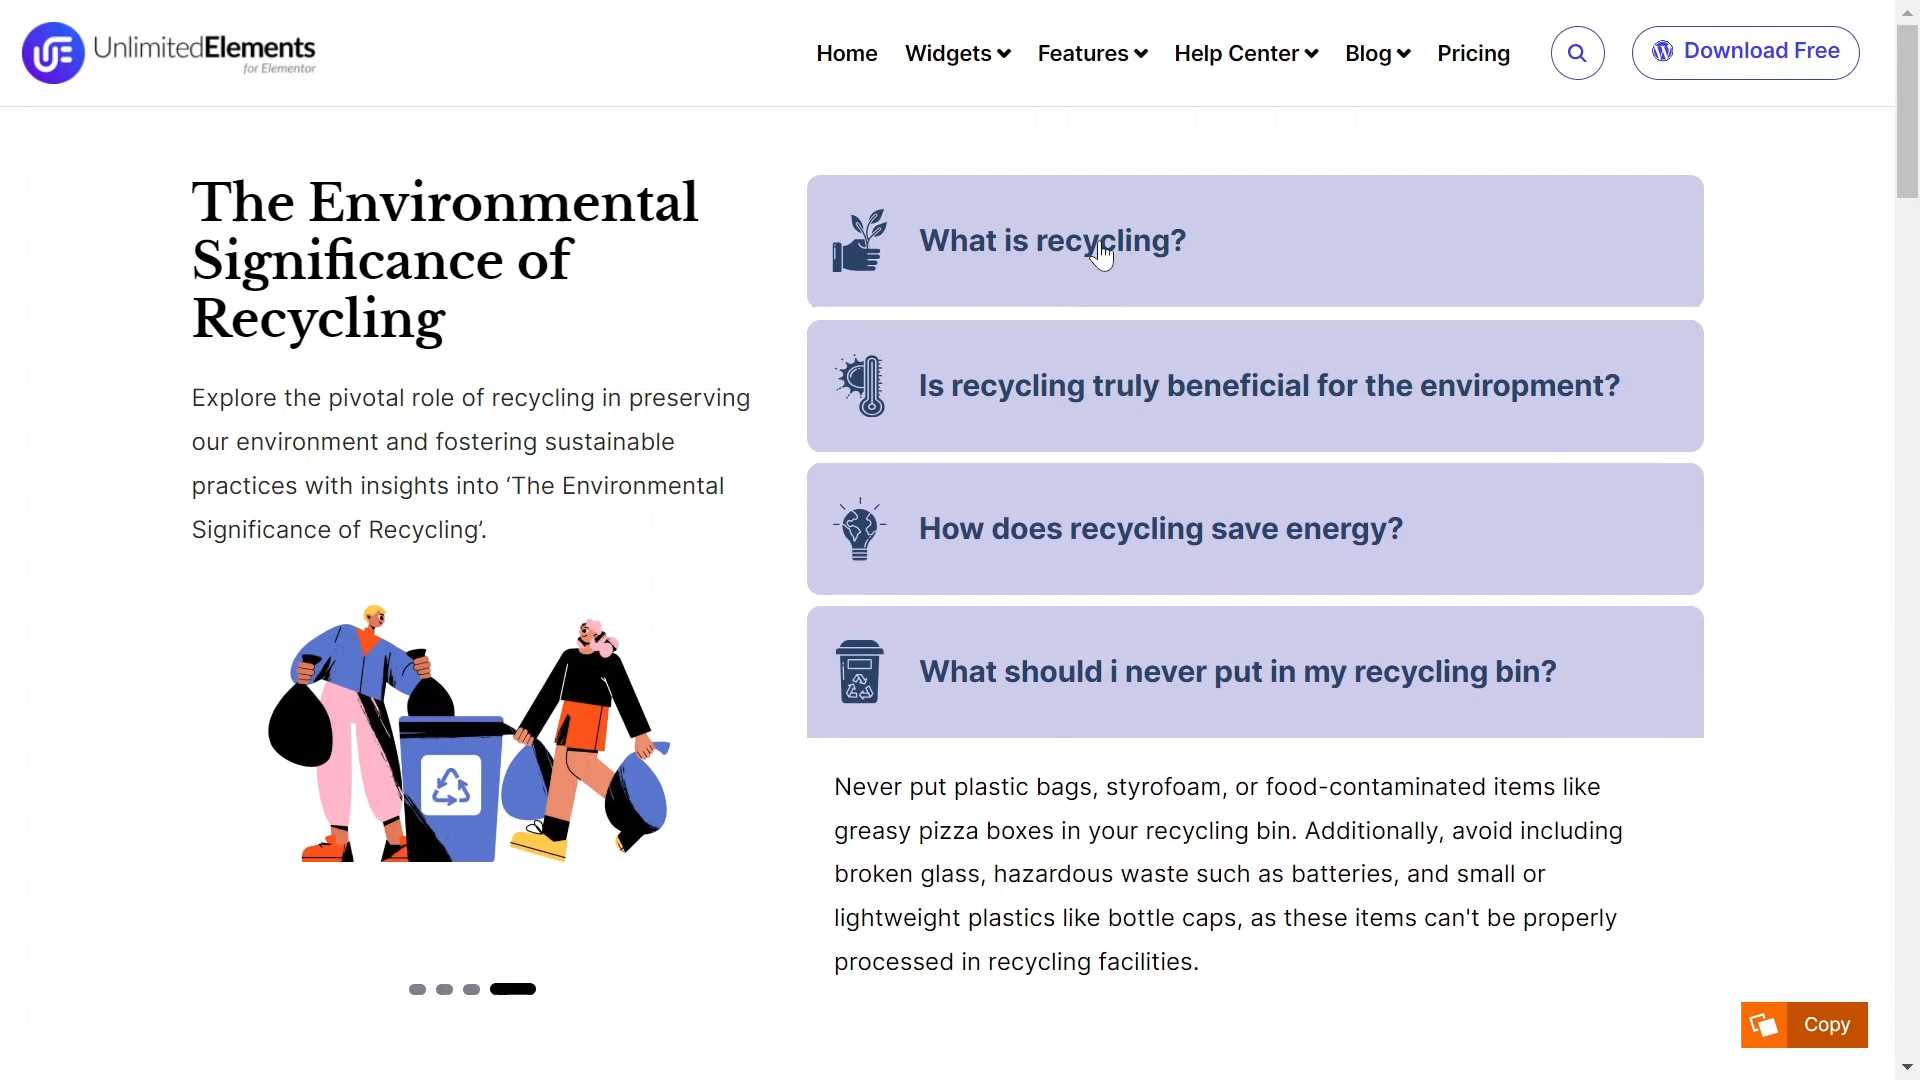 UnlimitedElements
for Elementor
Home Widgets Features Help Center Blog Pricing Download Free
The Environmental
Significance of
Recycling
Explore the pivotal role of recycling in preserving
our environment and fostering sustainable
practices with insights into ‘The Environmental
Significance of Recycling’.
What is recycling?
Is recycling truly beneficial for the enviropment?
How does recycling save energy?
What should i never put in my recycling bin?
Never put plastic bags, styrofoam, or food-contaminated items like
greasy pizza boxes in your recycling bin. Additionally, avoid including
broken glass, hazardous waste such as batteries, and small or
lightweight plastics like bottle caps, as these items can't be properly
processed in recycling facilities.
Copy